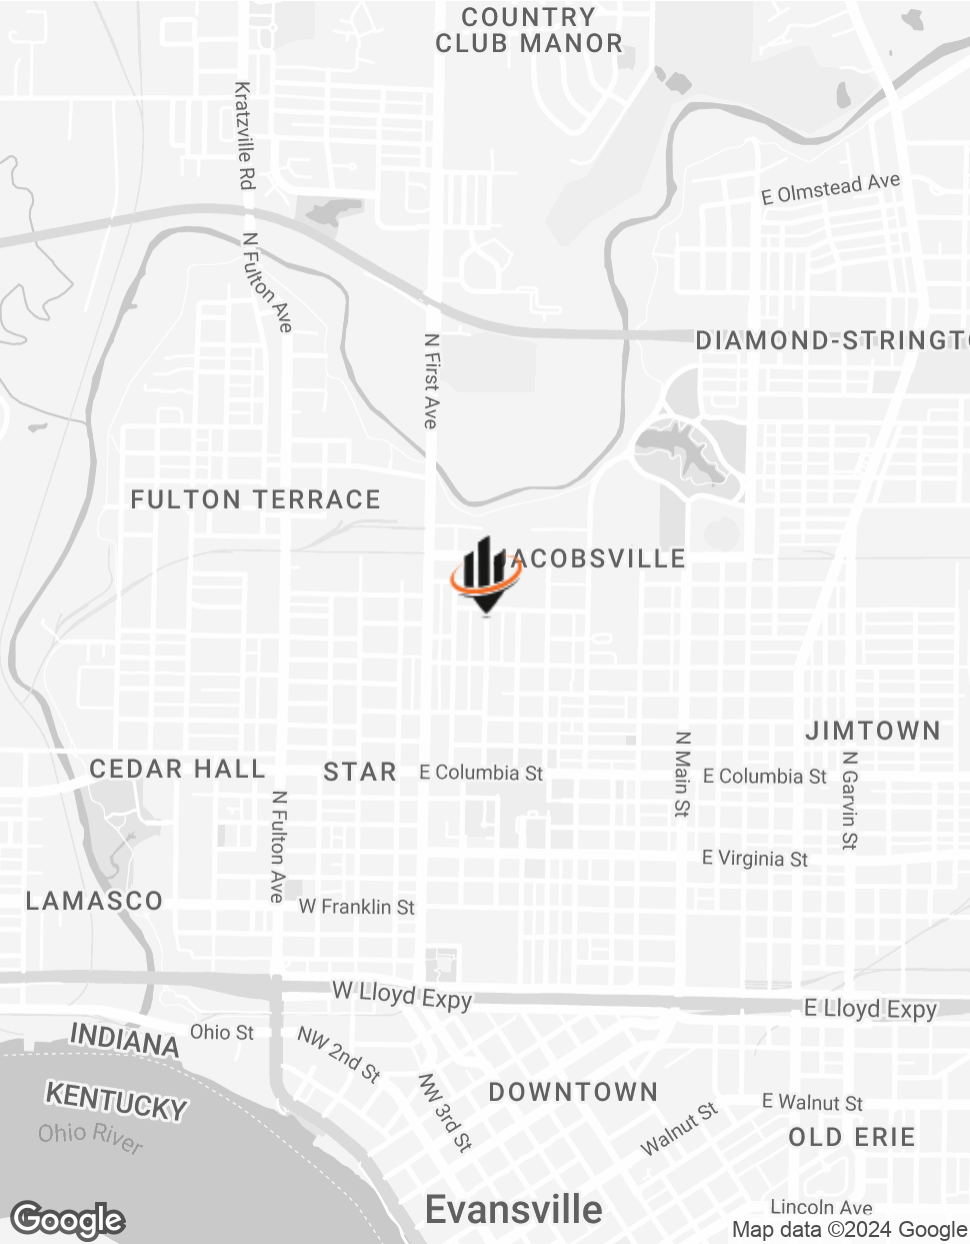 COUNTRY
CLUB MANOR
Kratzville Rd
E Olmstead Ave
N Fulton Ave
N First Ave
DIAMOND-STRINGTO
FULTON TERRACE
JACOBSVILLE
JIMTOWN
N Main St
N Garvin St
CEDAR HALL
STAR
E Columbia St
E Columbia St
N Fulton Ave
E Virginia St
LAMASCO
W Franklin St
W Lloyd Expy
E Lloyd Expy
INDIANA
Ohio St
NW 2nd St
KENTUCKY
Ohio River
NW 3rd St
DOWNTOWN
Walnut St
E Walnut St
OLD ERIE
Evansville
Lincoln Ave
Google
Map data ©2024 Google